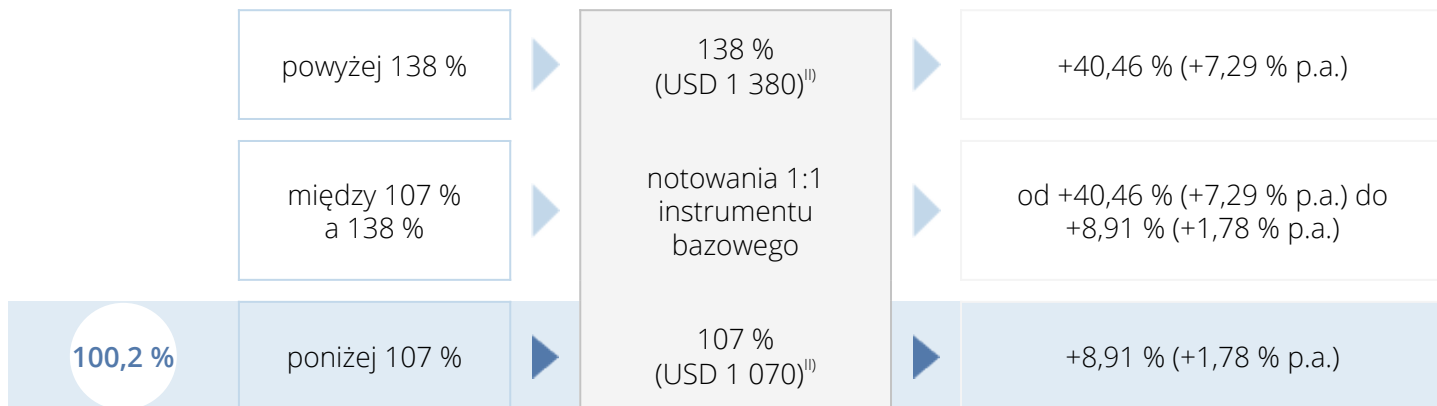 powyżej 138 %
138 %
(USD 1 380)II)
+40,46 % (+7,29 % p.a.)
między 107 %
a 138 %
notowania 1:1
instrumentu
bazowego
od +40,46 % (+7,29 % p.a.) do
+8,91 % (+1,78 % p.a.)
100,2 %
poniżej 107 %
107 %
(USD 1 070)II)
+8,91 % (+1,78 % p.a.)